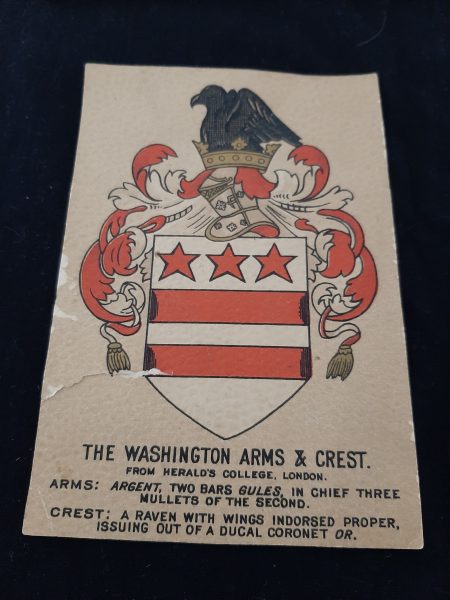 THE WASHINGTON ARMS & CREST.
FROM HERALD'S COLLEGE, LONDON.
ARMS: ARGENT, TWO BARS GULES, IN CHIEF THREE
MULLETS OF THE SECOND.
CREST: A RAVEN WITH WINGS INDORSED PROPER,
ISSUING OUT OF A DUCAL CORONET OR.